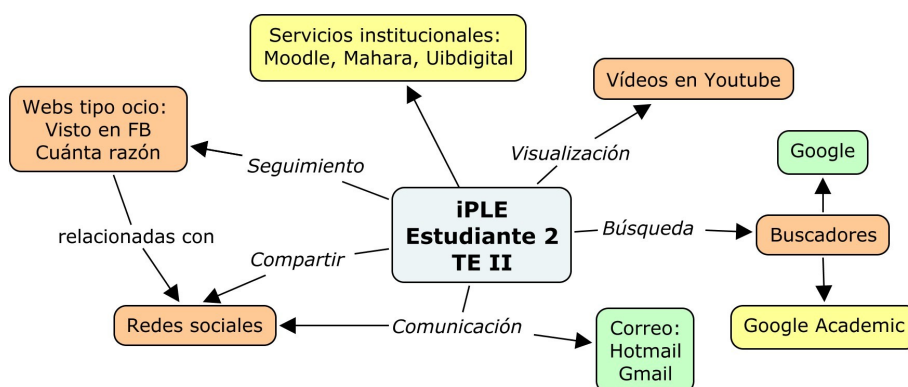 Servicios institucionales:
Moodle, Mahara, Uibdigital
Vídeos en Youtube
Webs tipo ocio:
Visto en FB
Cuánta razón
Seguimiento
Visualización
Google
iPLE
Estudiante 2
TE II
Búsqueda
Buscadores
relacionadas con
Compartir
Redes sociales
Comunicación
Correo:
Hotmail
Gmail
Google Academic